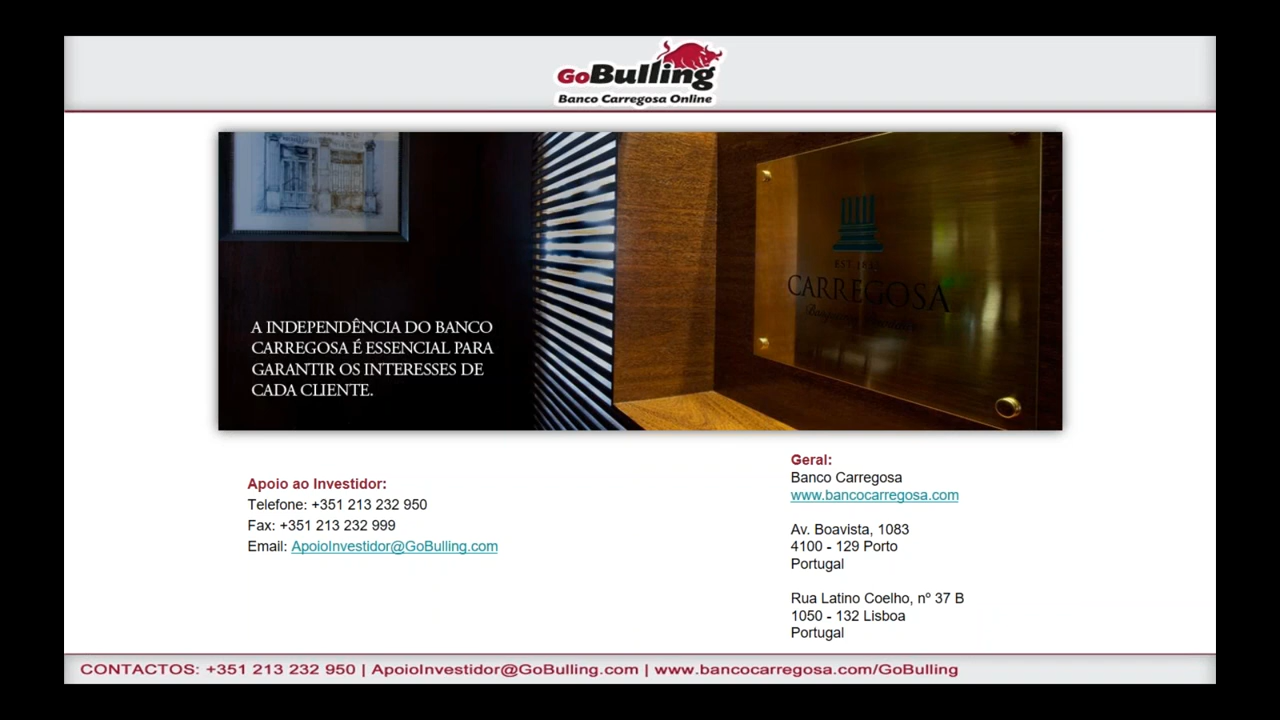 GoBulling
Banco Carregosa Online
CARREGOSA
A INDEPENDÊNCIA DO BANCO
CARREGOSA É ESSENCIAL PARA
GARANTIR OS INTERESSES DE
CADA CLIENTE.
Apoio ao Investidor:
Telefone: +351 213 232 950
Fax: +351 213 232 999
Email: ApoioInvestidor@GoBulling.com
Geral:
Banco Carregosa
www.bancocarregosa.com
Av. Boavista, 1083
4100 - 129 Porto
Portugal
Rua Latino Coelho, nº 37 B
1050 - 132 Lisboa
Portugal
CONTACTOS: +351 213 232 950 | ApoioInvestidor@GoBulling.com | www.bancocarregosa.com/GoBulling